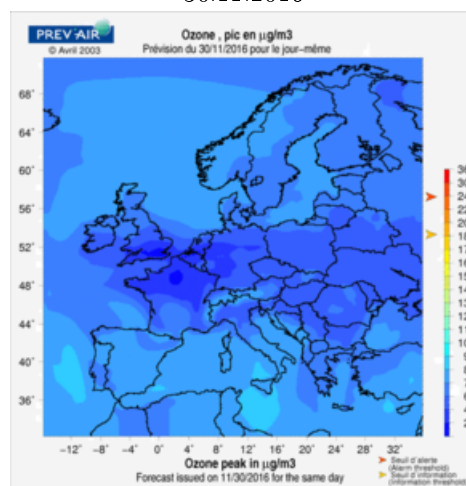 30/11/2016
PREV'AIR
© Avril 2003
Ozone , pic en µg/m3
Prévision du 30/11/2016 pour le jour−même
68˚
64˚
60˚
56˚
52˚
48˚
44˚
40˚
36˚
−12˚ −8˚ −4˚ 0˚ 4˚ 8˚ 12˚ 16˚ 20˚ 24˚ 28˚ 32˚
Ozone peak in µg/m3
Forecast issued on 11/30/2016 for the same day
Seuil d'alerte
(Alarm threshold)
Seuil d'information
(Information threshold)